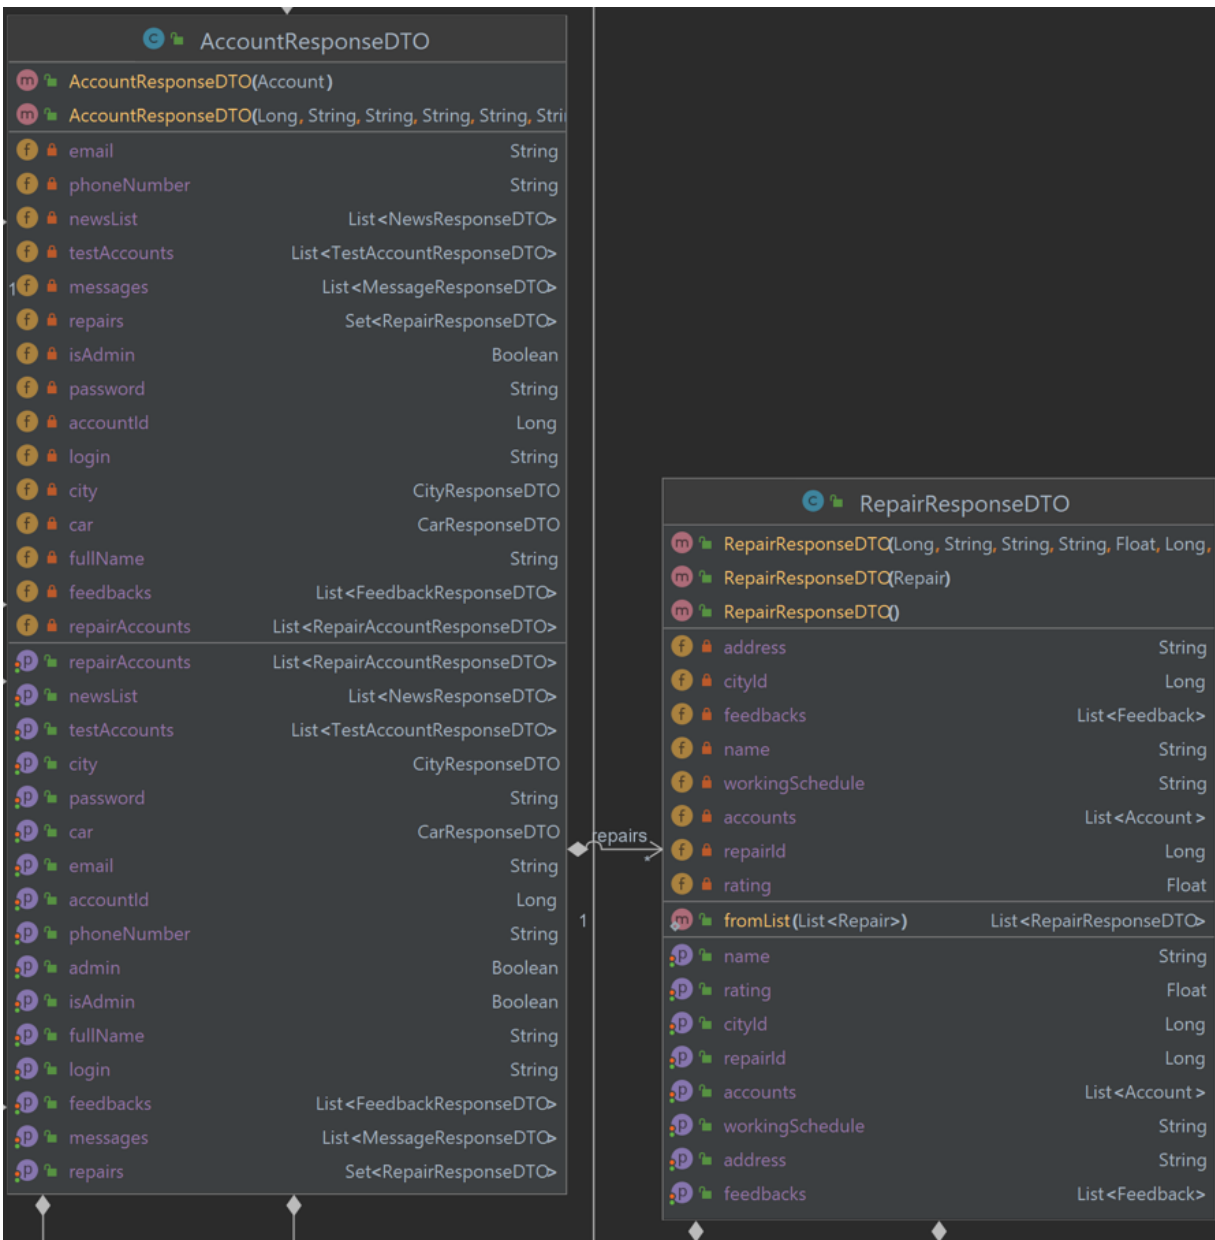 AccountResponseDTO
AccountResponseDTO(Account)
AccountResponseDTO(Long, String, String, String, String, Stri
email String
phoneNumber String
newsList List<NewsResponseDTO>
testAccounts List<TestAccountResponseDTO>
1 messages List<MessageResponseDTO>
repairs Set<RepairResponseDTO>
isAdmin Boolean
password String
accountId Long
login String
city CityResponseDTO
car CarResponseDTO
fullName String
feedbacks List<FeedbackResponseDTO>
repairAccounts List<RepairAccountResponseDTO>
repairAccounts List<RepairAccountResponseDTO>
newsList List<NewsResponseDTO>
testAccounts List<TestAccountResponseDTO>
city CityResponseDTO
password String
car CarResponseDTO
email String
accountId Long
phoneNumber String
admin Boolean
isAdmin Boolean
fullName String
login String
feedbacks List<FeedbackResponseDTO>
messages List<MessageResponseDTO>
repairs Set<RepairResponseDTO>
repairs
*
1
RepairResponseDTO
RepairResponseDTO(Long, String, String, String, Float, Long,
RepairResponseDTO(Repair)
RepairResponseDTO()
address String
cityId Long
feedbacks List<Feedback>
name String
workingSchedule String
accounts List<Account>
repairId Long
rating Float
fromList(List<Repair>) List<RepairResponseDTO>
name String
rating Float
cityId Long
repairId Long
accounts List<Account>
workingSchedule String
address String
feedbacks List<Feedback>